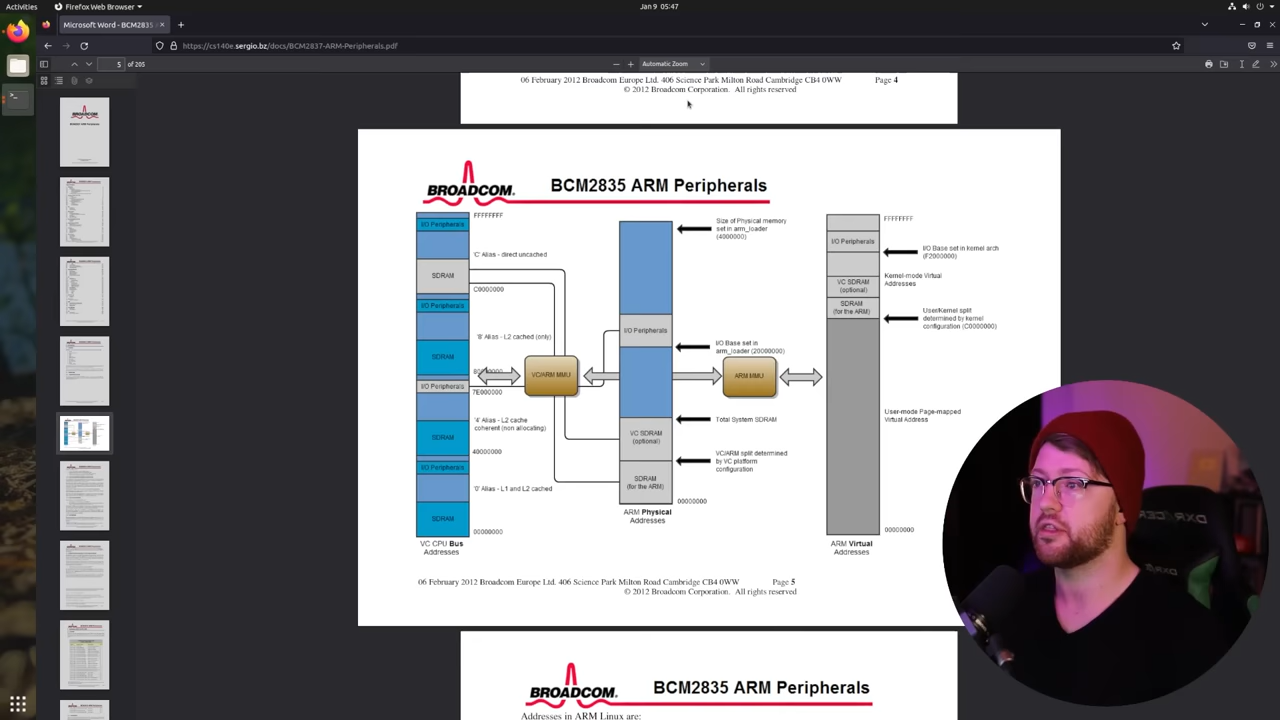 Activities
Firefox Web Browser
Jan 9 05:47
Microsoft Word - BCM2835
https://cs140e.sergio.bz/docs/BCM2837-ARM-Peripherals.pdf
5 of 205
Automatic Zoom
06 February 2012 Broadcom Europe Ltd. 406 Science Park Milton Road Cambridge CB4 0WW Page 4
© 2012 Broadcom Corporation. All rights reserved
BROADCOM.
BCM2835 ARM Peripherals
FFFFFFFF
I/O Peripherals
'C' Alias - direct uncached
SDRAM
C0000000
I/O Peripherals
'8' Alias - L2 cached (only)
SDRAM
I/O Peripherals
7E000000
'4' Alias - L2 cache
coherent (non allocating)
SDRAM
40000000
I/O Peripherals
'0' Alias - L1 and L2 cached
SDRAM
00000000
VC CPU Bus
Addresses
VC/ARM MMU
Size of Physical memory
set in arm_loader
(4000000)
I/O Peripherals
I/O Base set in
arm_loader (20000000)
Total System SDRAM
VC SDRAM
(optional)
VC/ARM split determined
by VC platform
configuration
SDRAM
(for the ARM)
00000000
ARM Physical
Addresses
ARM MMU
FFFFFFFF
I/O Peripherals
I/O Base set in kernel arch
(F2000000)
Kernel-mode Virtual
Addresses
VC SDRAM
(optional)
SDRAM
(for the ARM)
User/Kernel split
determined by kernel
configuration (C0000000)
User-mode Page-mapped
Virtual Address
00000000
ARM Virtual
Addresses
06 February 2012 Broadcom Europe Ltd. 406 Science Park Milton Road Cambridge CB4 0WW Page 5
© 2012 Broadcom Corporation. All rights reserved
BROADCOM.
BCM2835 ARM Peripherals
Addresses in ARM Linux are: